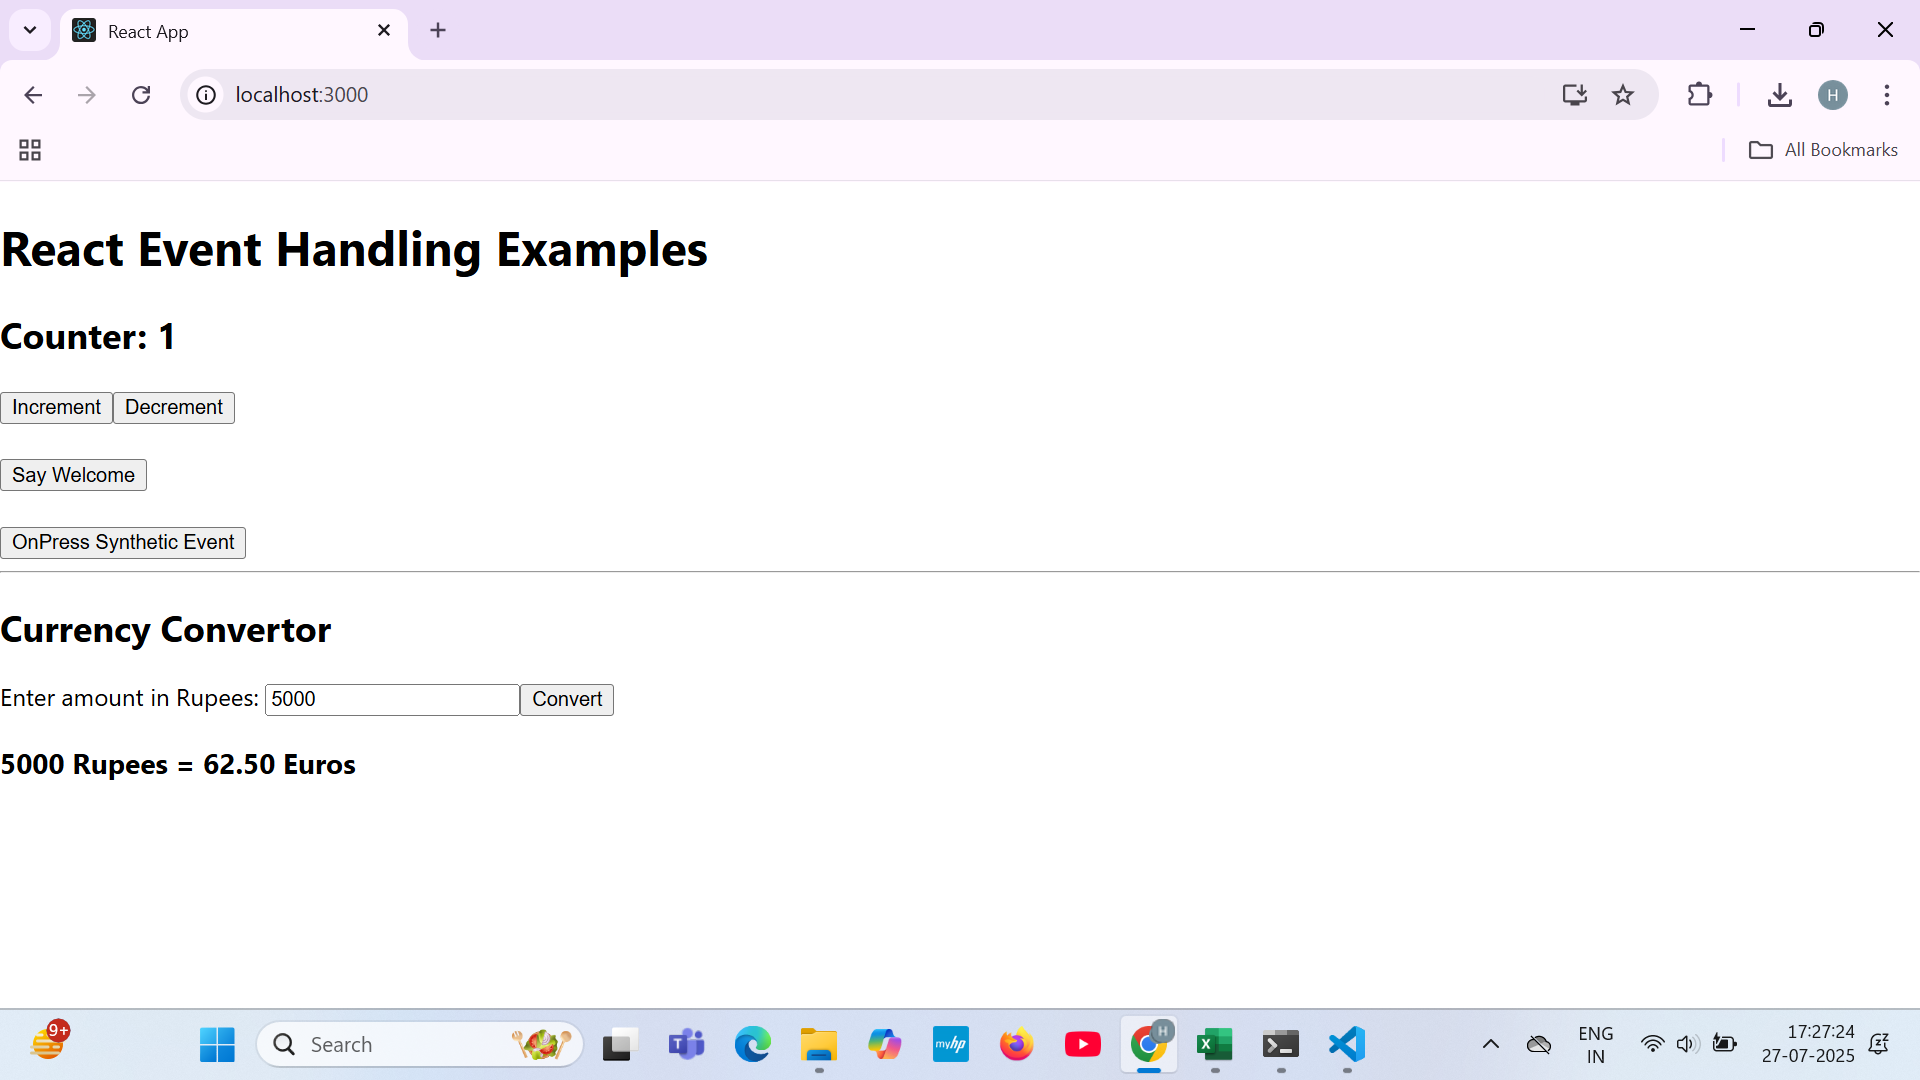 React App
localhost:3000
H
All Bookmarks
React Event Handling Examples
Counter: 1
Increment Decrement
Say Welcome
OnPress Synthetic Event
Currency Convertor
Enter amount in Rupees: 5000 Convert
5000 Rupees = 62.50 Euros
9+
Search
T
myhp
H
X
ENG
IN
17:27:24
27-07-2025